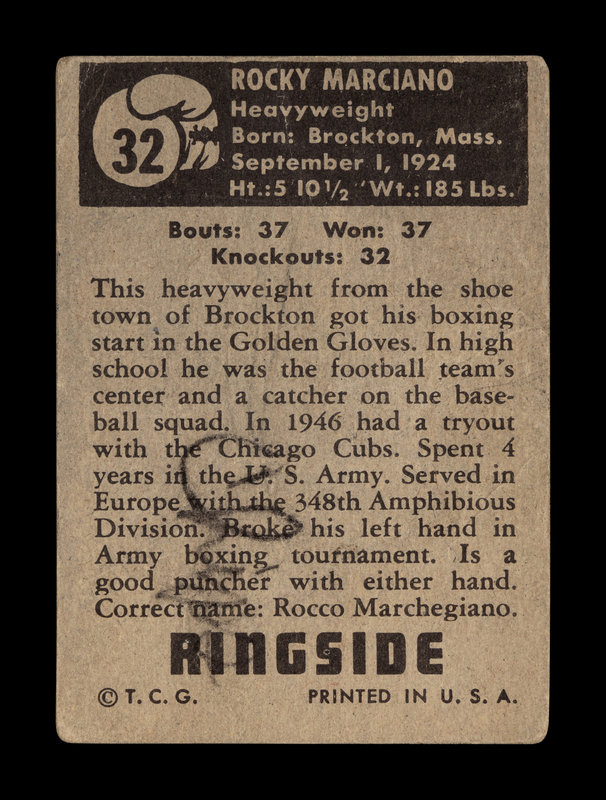 32
ROCKY MARCIANO
Heavyweight
Born: Brockton, Mass.
September 1, 1924
Ht.: 5 10½" Wt.: 185 Lbs.
Bouts: 37 Won: 37
Knockouts: 32
This heavyweight from the shoe
town of Brockton got his boxing
start in the Golden Gloves. In high
school he was the football team's
center and a catcher on the base-
ball squad. In 1946 had a tryout
with the Chicago Cubs. Spent 4
years in the U. S. Army. Served in
Europe with the 348th Amphibious
Division. Broke his left hand in
Army boxing tournament. Is a
good puncher with either hand.
Correct name: Rocco Marchegiano.
RINGSIDE
© T. C. G. PRINTED IN U. S. A.